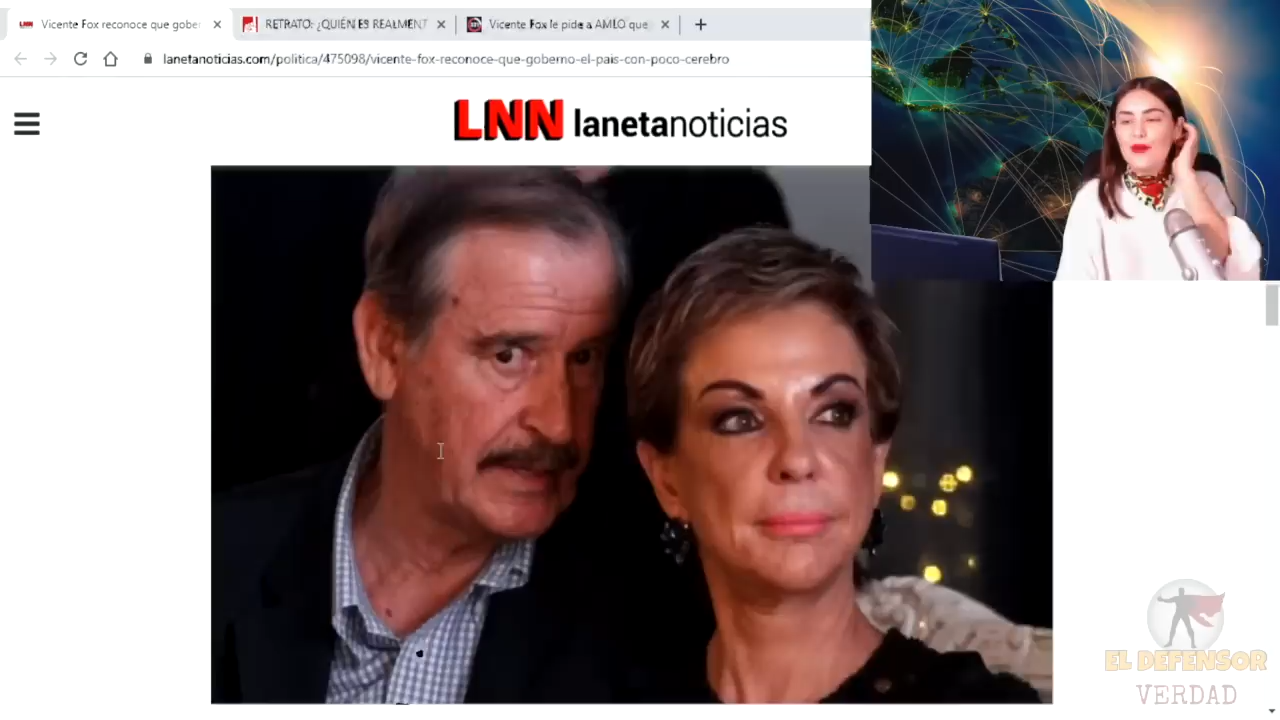 Vicente Fox reconoce que gober
RETRATO: ¿QUIÉN ES REALMENT
Vicente Fox le pide a AMLO que
lanetanoticias.com/politica/475098/vicente-fox-reconoce-que-goberno-el-pais-con-poco-cerebro
LNN lanetanoticias
EL DEFENSOR
VERDAD